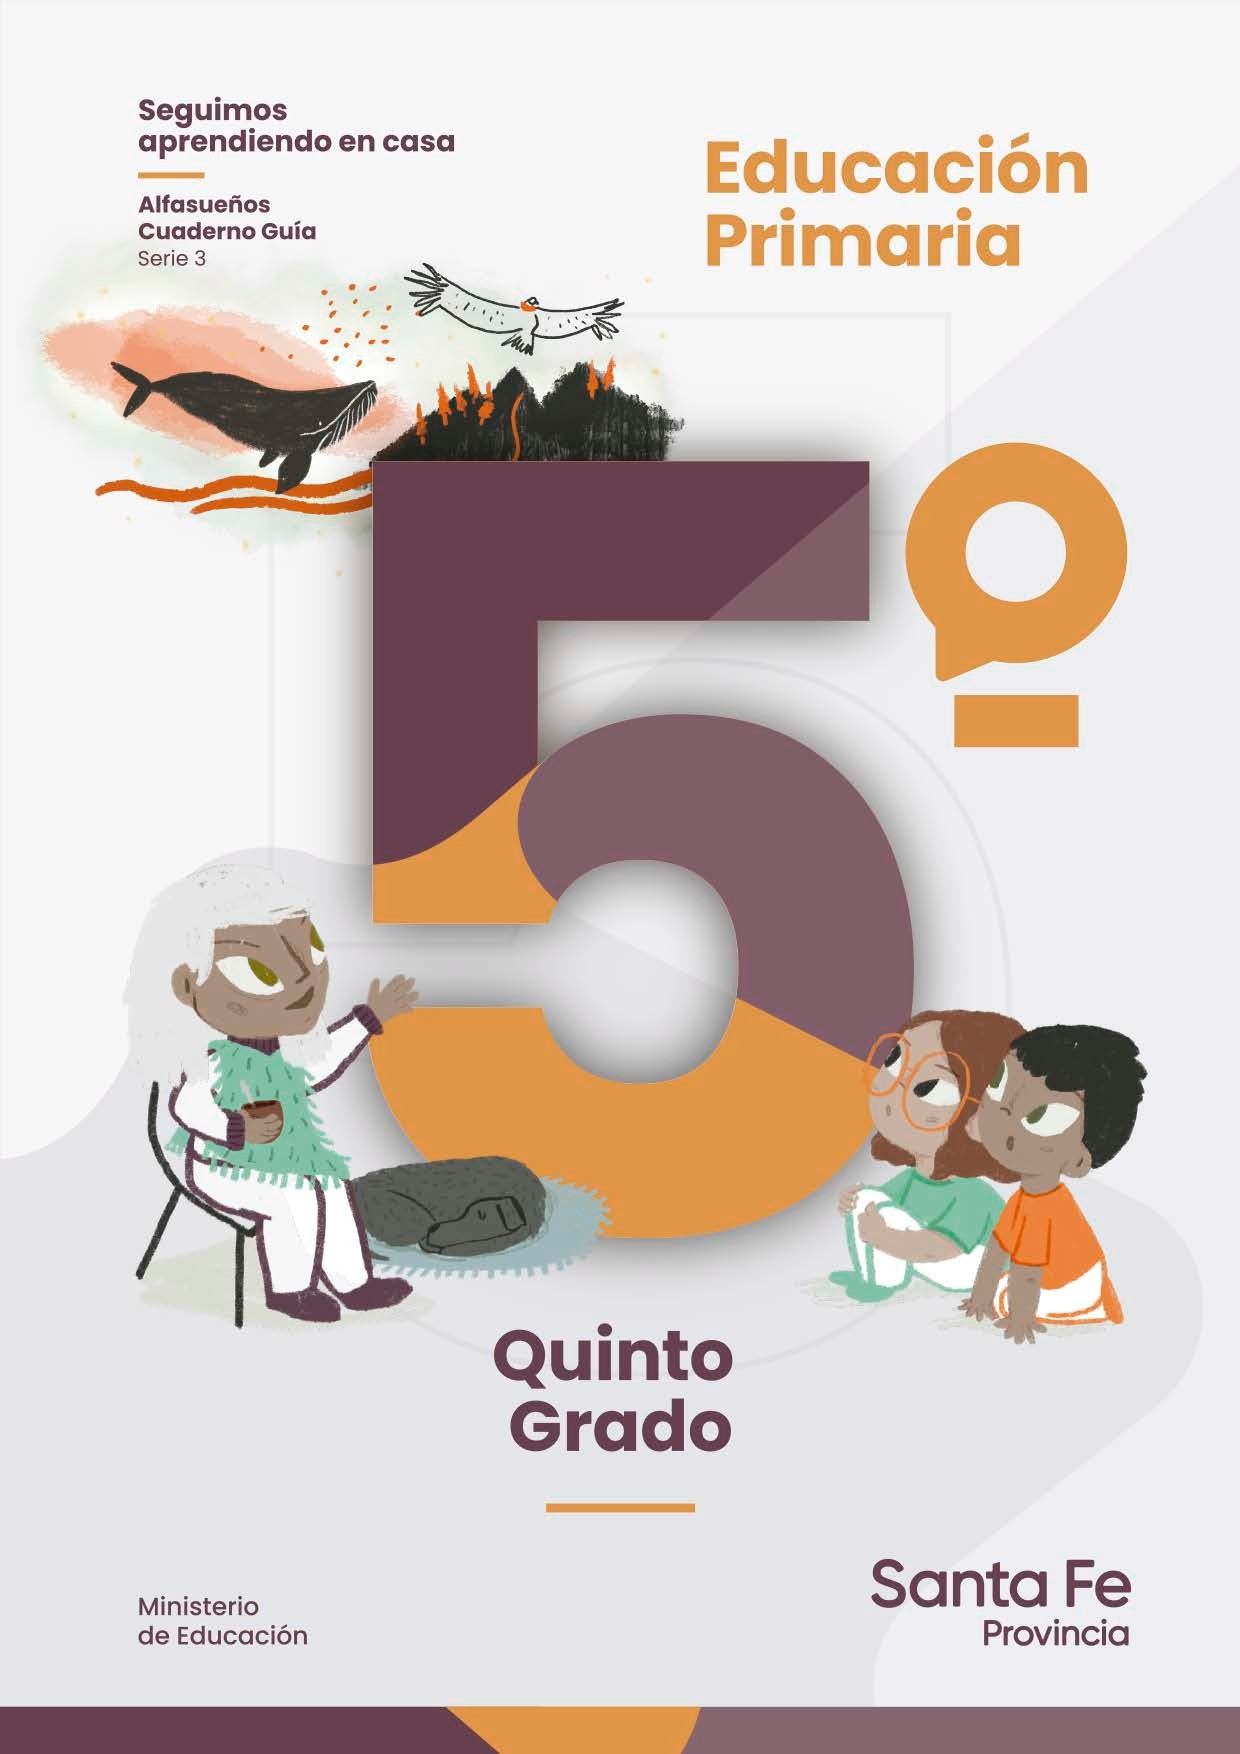 Seguimos
aprendiendo en casa
Alfasueños
Cuaderno Guía
Serie 3
Educación
Primaria
5º
Quinto
Grado
Ministerio
de Educación
Santa Fe
Provincia